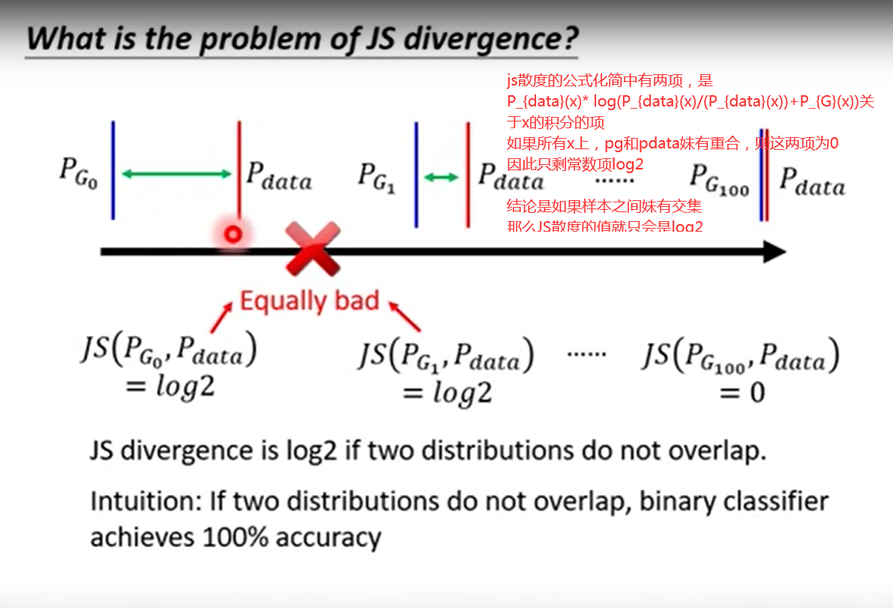 What is the problem of JS divergence?
js散度的公式化简中有两项，是
P_{data}(x)* log(P_{data}(x)/(P_{data}(x))+P_{G}(x))关
于x的积分的项
如果所有x上，pg和pdata妹有重合，则这两项为0
因此只剩常数项log2
结论是如果样本之间妹有交集
那么JS散度的值就只会是log2
P_{G_0} P_{data} P_{G_1} P_{data} ...... P_{G_{100}} P_{data}
Equally bad
JS(P_{G_0}, P_{data}) JS(P_{G_1}, P_{data}) ...... JS(P_{G_{100}}, P_{data})
= log2 = log2 = 0
JS divergence is log2 if two distributions do not overlap.
Intuition: If two distributions do not overlap, binary classifier
achieves 100% accuracy